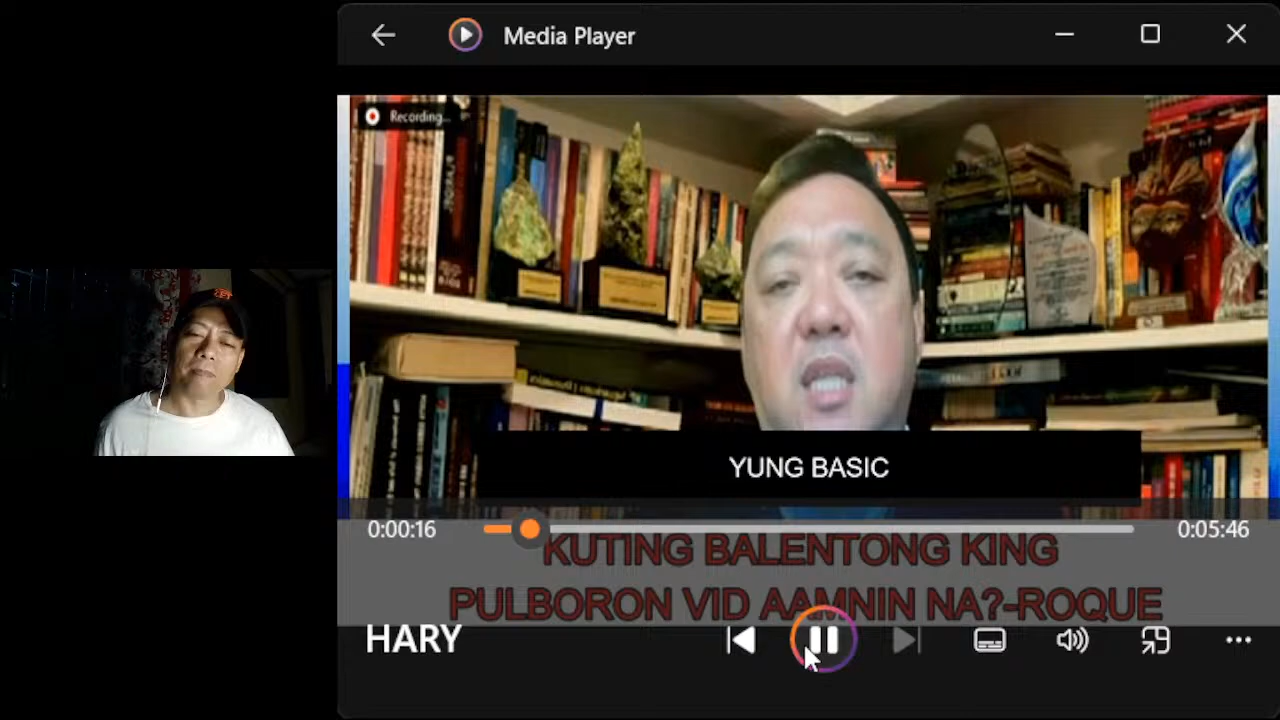 Media Player
Recording...
YUNG BASIC
0:00:16
0:05:46
KUTING BALENTONG KING
PULBORON VID AAMNIN NA?-ROQUE
HARY